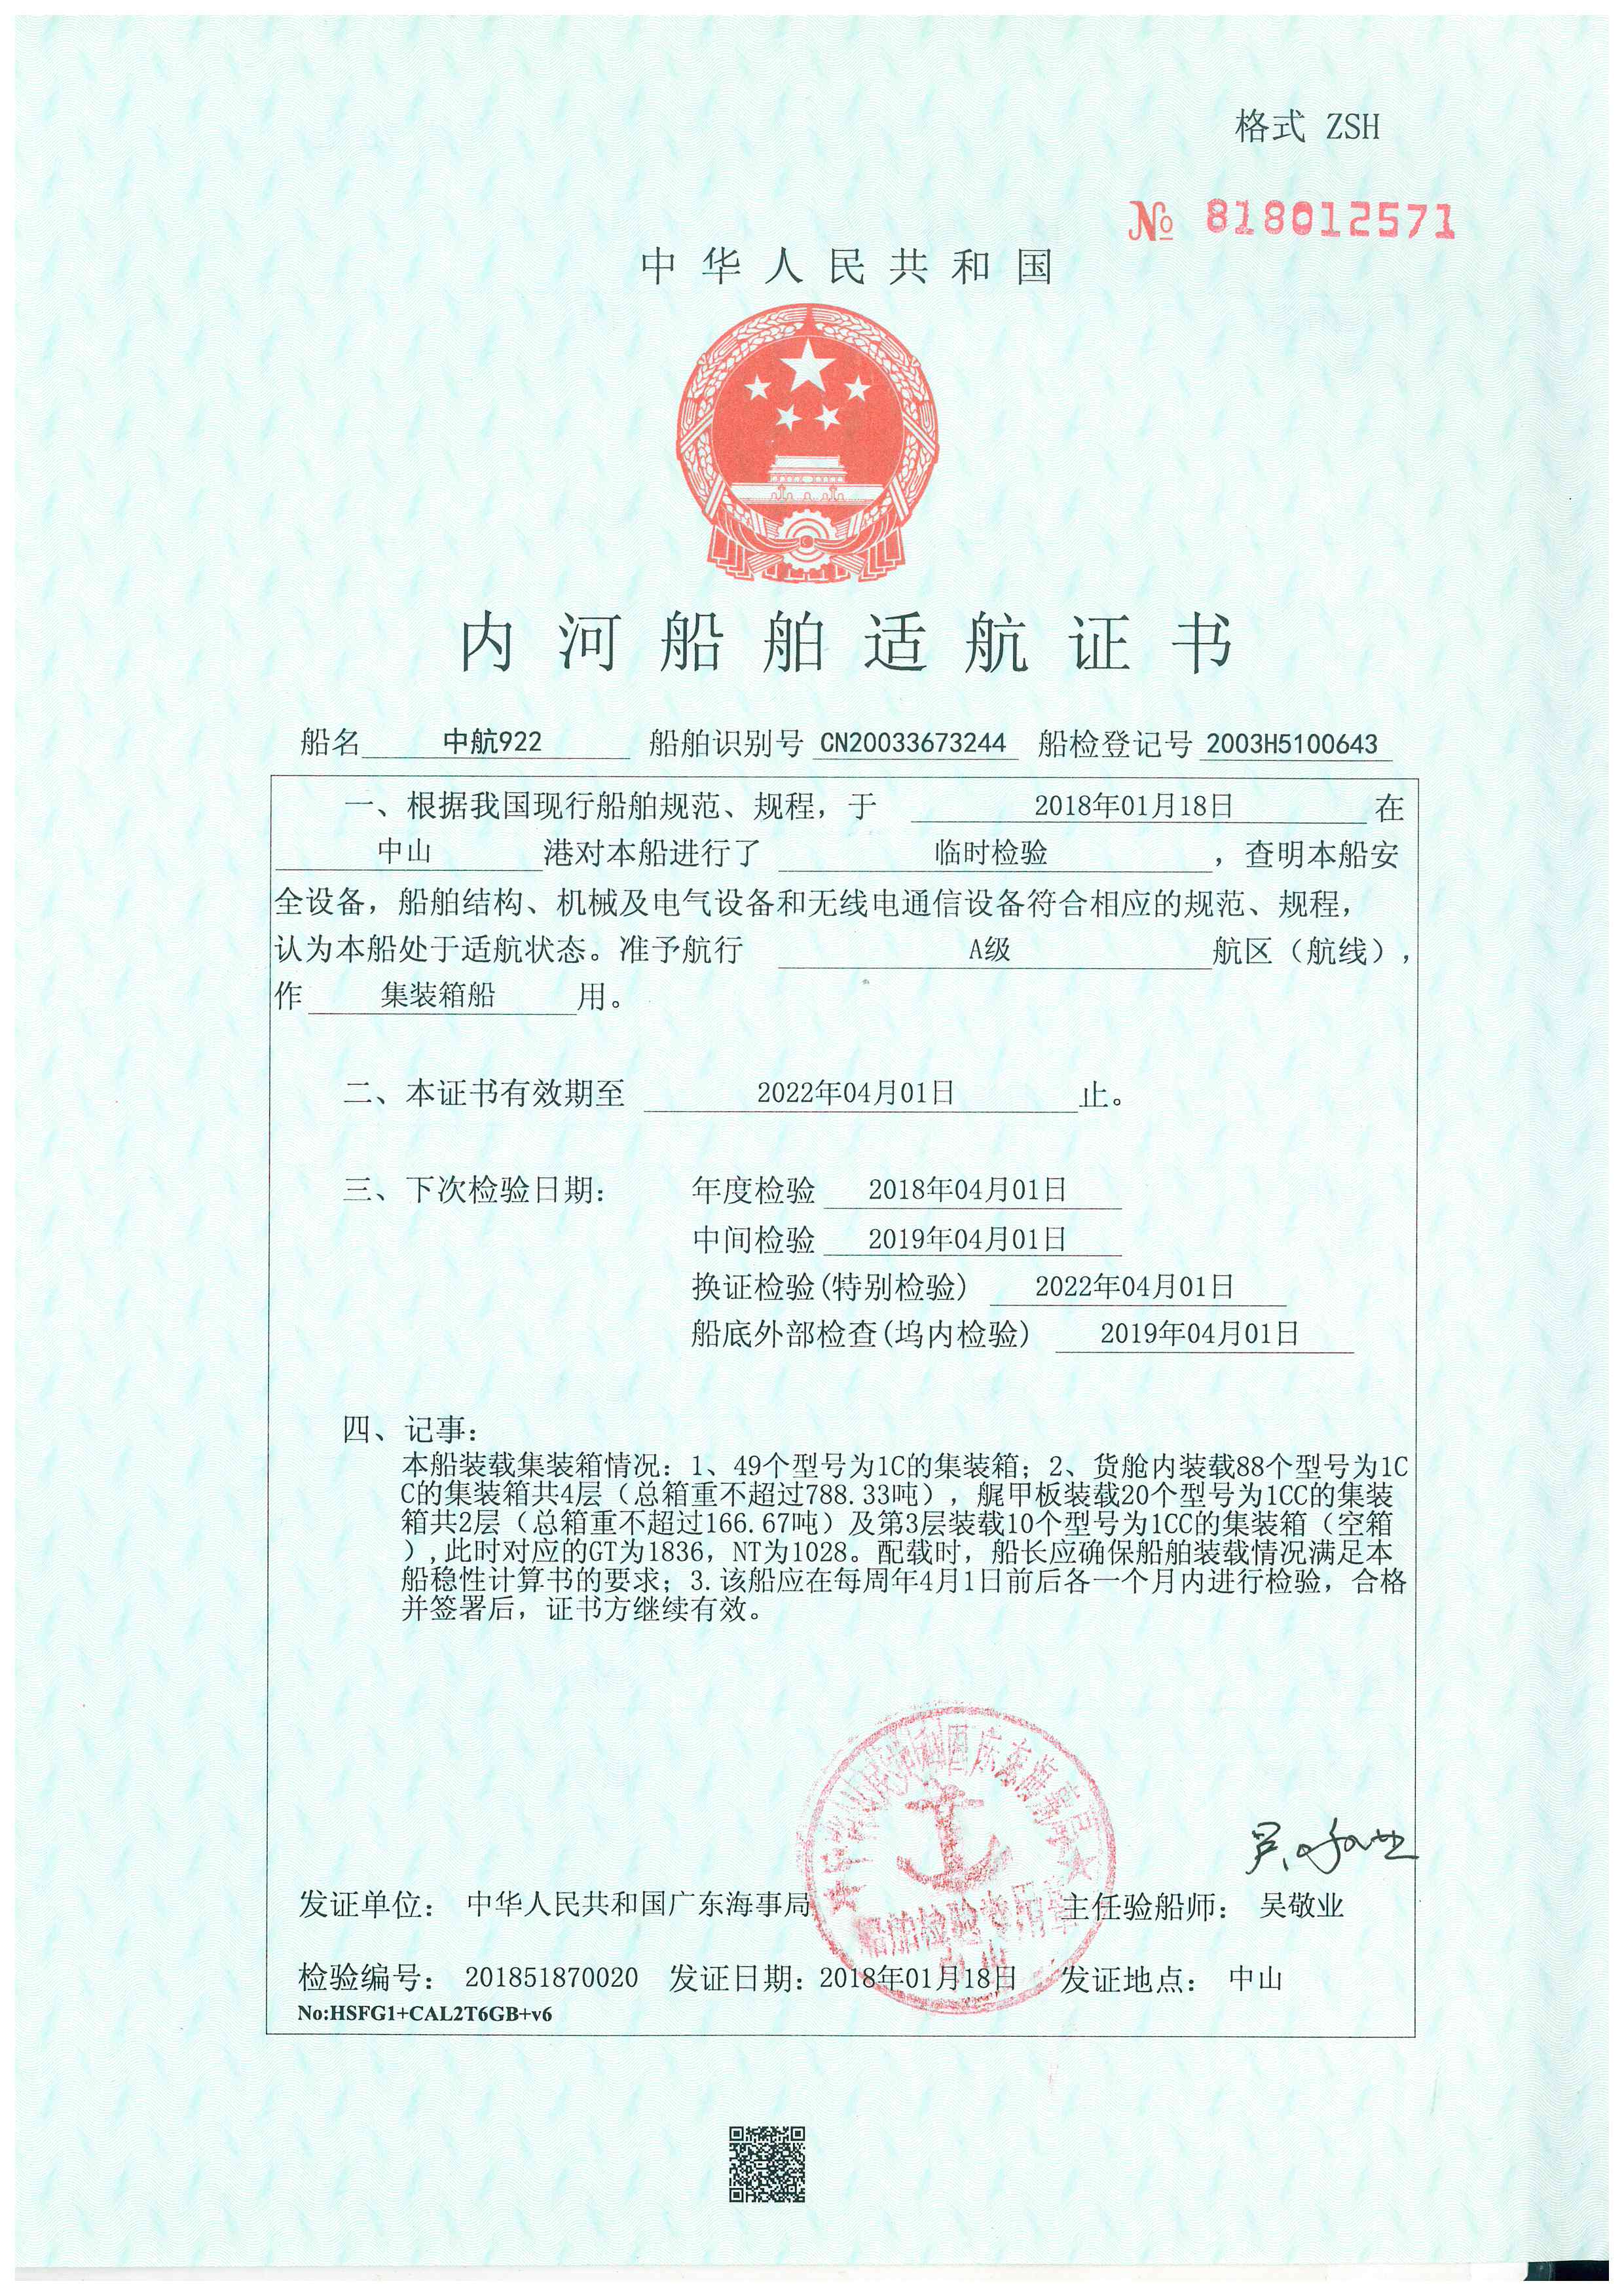 格式 ZSH
№ 818012571
中华人民共和国
内河船舶适航证书
船名 中航922 船舶识别号 CN20033673244 船检登记号 2003H5100643
一、根据我国现行船舶规范、规程，于 2018年01月18日 在
中山 港对本船进行了 临时检验 ，查明本船安
全设备，船舶结构、机械及电气设备和无线电通信设备符合相应的规范、规程，
认为本船处于适航状态。准予航行 A级 航区（航线），
作 集装箱船 用。
二、本证书有效期至 2022年04月01日 止。
三、下次检验日期： 年度检验 2018年04月01日
中间检验 2019年04月01日
换证检验(特别检验) 2022年04月01日
船底外部检查(坞内检验) 2019年04月01日
四、记事：
本船装载集装箱情况：1、49个型号为1C的集装箱；2、货舱内装载88个型号为1C
C的集装箱共4层（总箱重不超过788.33吨），艉甲板装载20个型号为1CC的集装
箱共2层（总箱重不超过166.67吨）及第3层装载10个型号为1CC的集装箱（空箱
）,此时对应的GT为1836，NT为1028。配载时，船长应确保船舶装载情况满足本
船稳性计算书的要求；3.该船应在每周年4月1日前后各一个月内进行检验，合格
并签署后，证书方继续有效。
中华人民共和国广东海事局
船舶检验专用章
发证单位： 中华人民共和国广东海事局 主任验船师： 吴敬业
检验编号： 201851870020 发证日期：2018年01月18日 发证地点： 中山
No:HSFG1+CAL2T6GB+v6